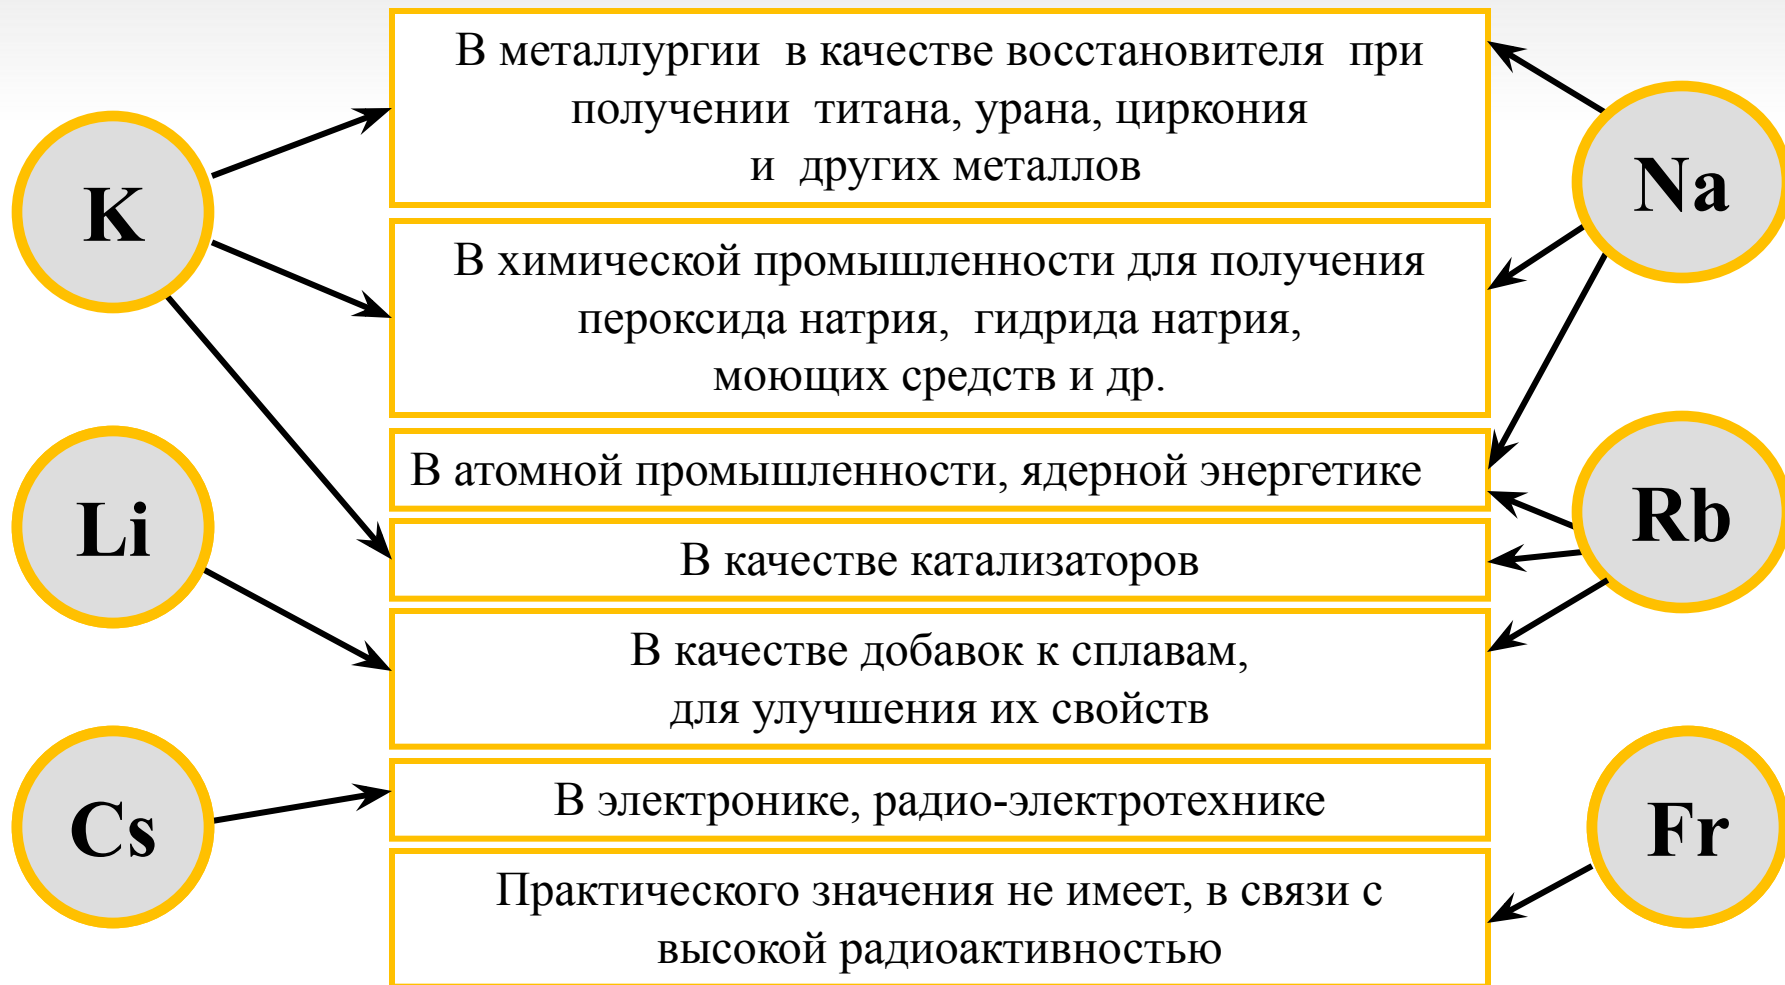 В металлургии в качестве восстановителя при
получении титана, урана, циркония
и других металлов
K
Na
В химической промышленности для получения
пероксида натрия, гидрида натрия,
моющих средств и др.
В атомной промышленности, ядерной энергетике
Li
Rb
В качестве катализаторов
В качестве добавок к сплавам,
для улучшения их свойств
Cs
Fr
В электронике, радио-электротехнике
Практического значения не имеет, в связи с
высокой радиоактивностью